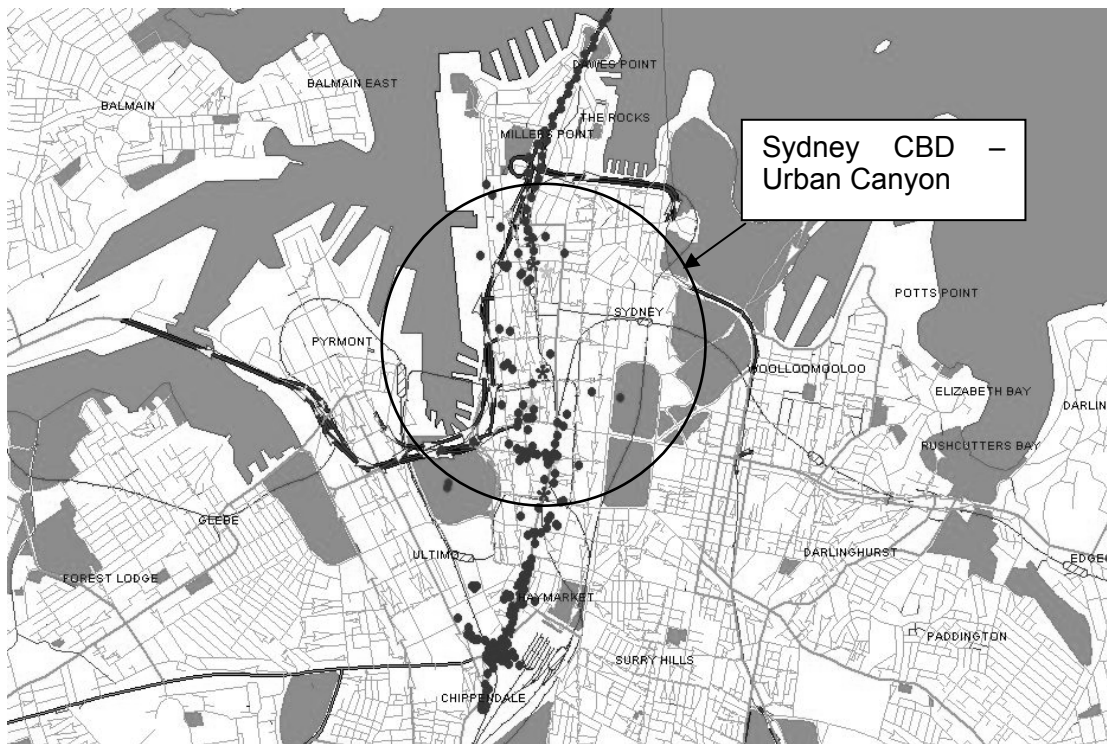 DAWES POINT
BALMAIN EAST
BALMAIN
THE ROCKS
MILLERS POINT
Sydney CBD –
Urban Canyon
POTTS POINT
SYDNEY
PYRMONT
WOOLLOOMOOLOO
ELIZABETH BAY
DARLIN
RUSHCUTTERS BAY
GLEBE
ULTIMO
DARLINGHURST
EDGE
FOREST LODGE
HAYMARKET
PADDINGTON
SURRY HILLS
CHIPPENDALE